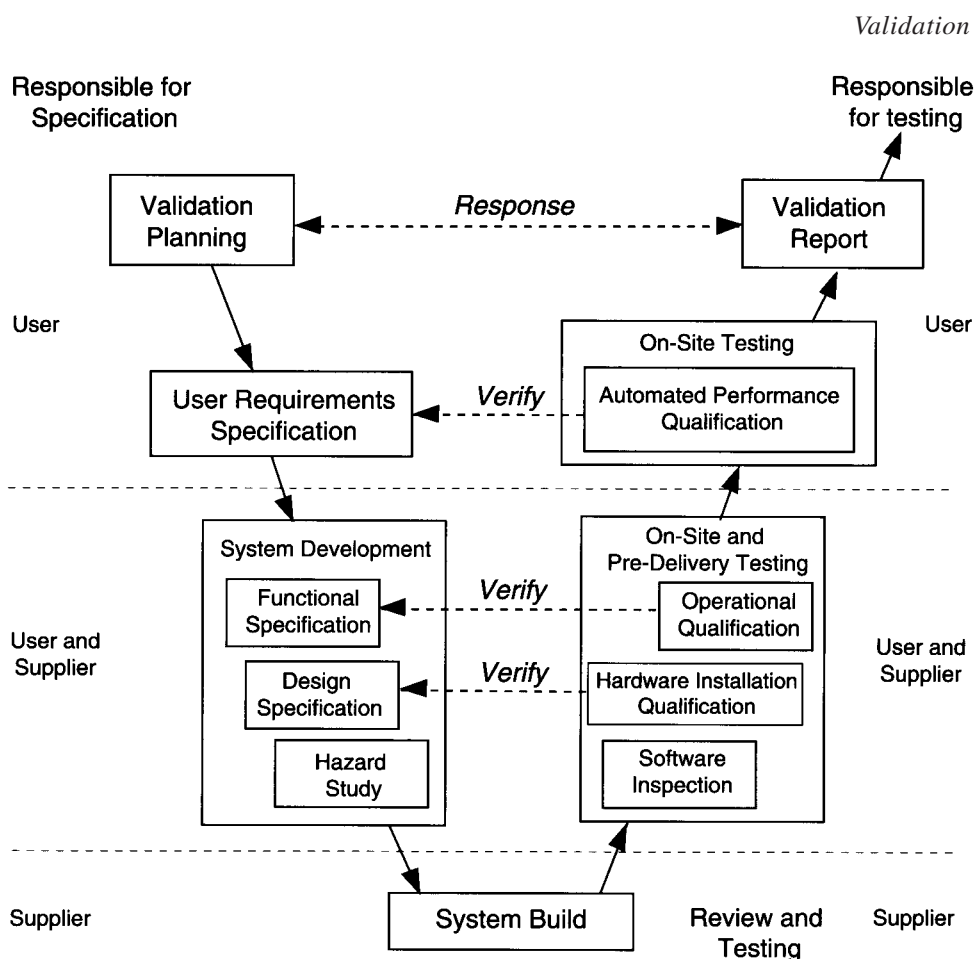 Validation
Responsible for
Specification
Responsible
for testing
Validation
Planning
Response
Validation
Report
User
User
On-Site Testing
User Requirements
Specification
Verify
Automated Performance
Qualification
System Development
On-Site and
Pre-Delivery Testing
Functional
Specification
Verify
Operational
Qualification
User and
Supplier
User and
Supplier
Design
Specification
Verify
Hardware Installation
Qualification
Hazard
Study
Software
Inspection
Supplier
System Build
Review and
Testing
Supplier